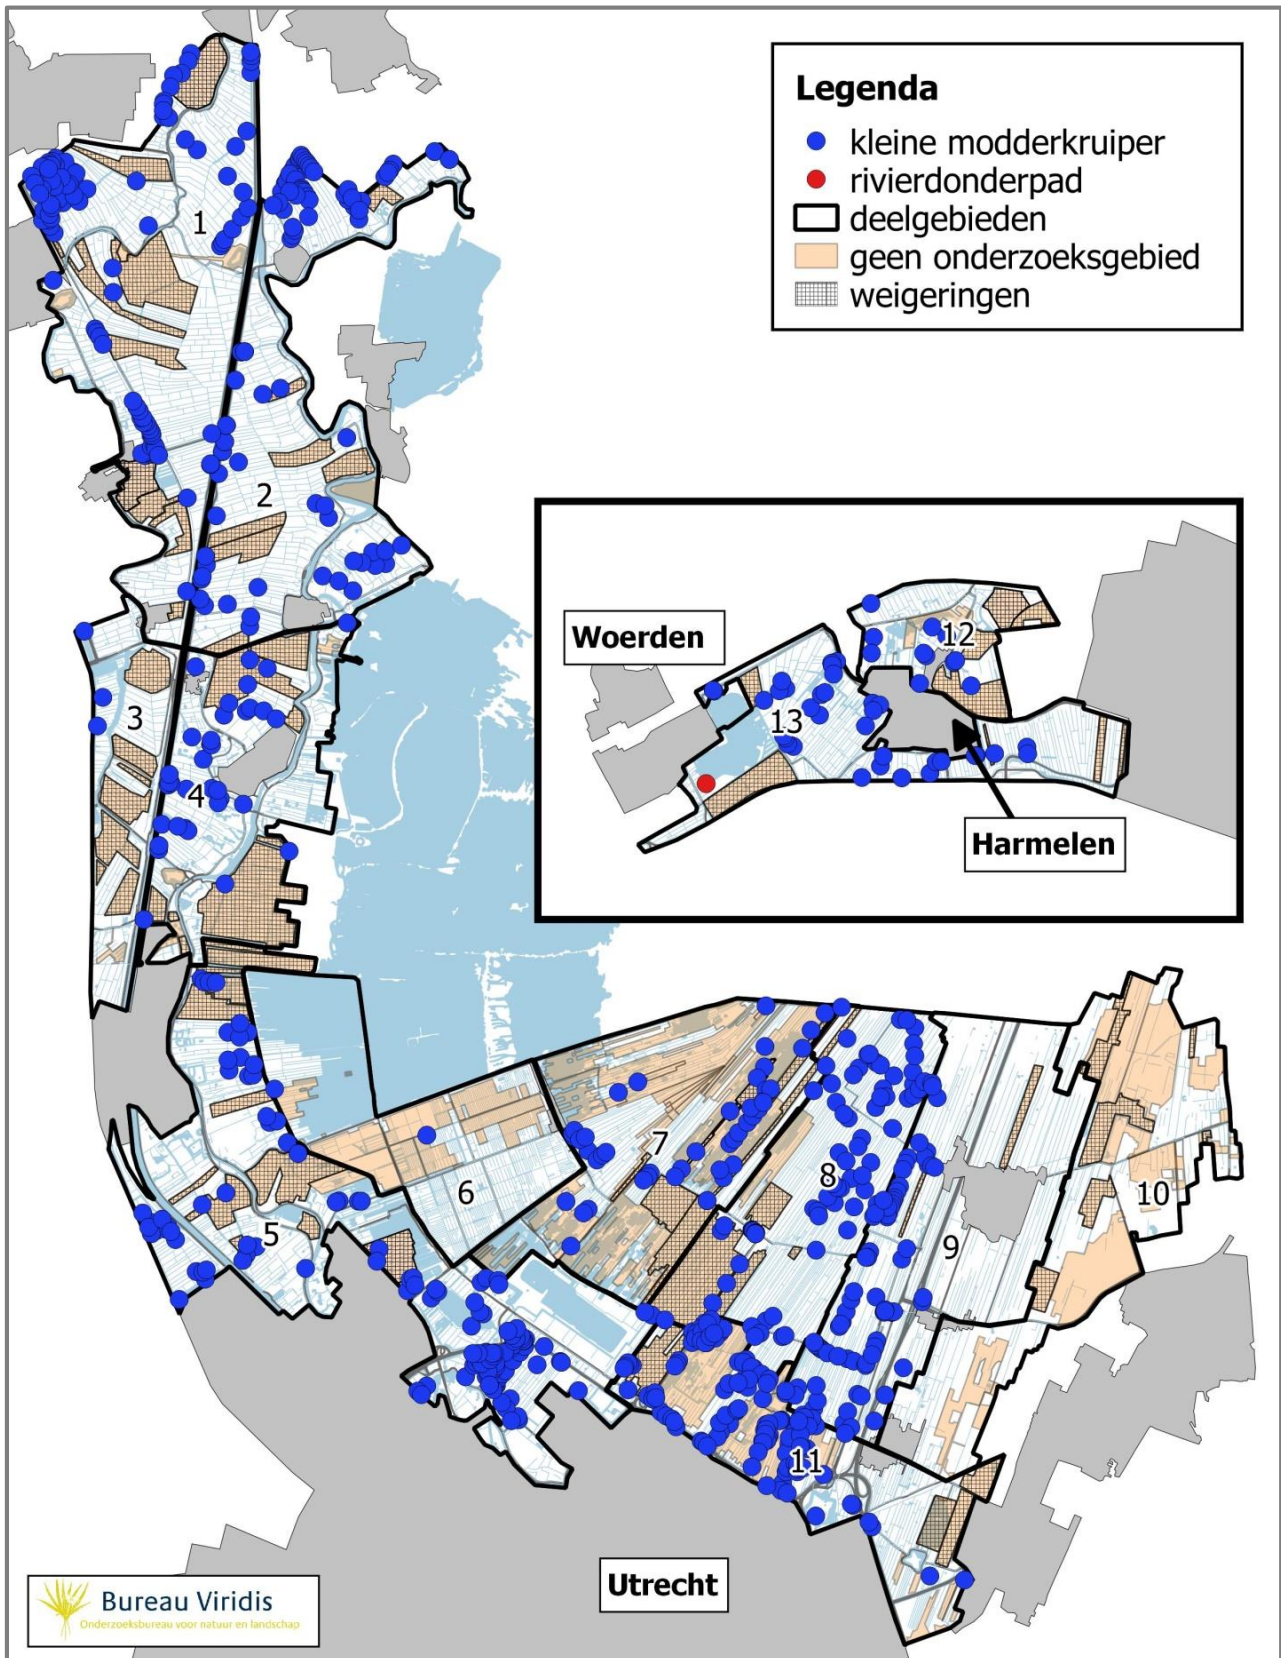 Legenda
kleine modderkruiper
rivierdonderpad
deelgebieden
geen onderzoeksgebied
weigeringen
1
2
3
4
5
6
7
8
9
10
11
Woerden
12
13
Harmelen
Utrecht
Bureau Viridis
Onderzoeksbureau voor natuur en landschap